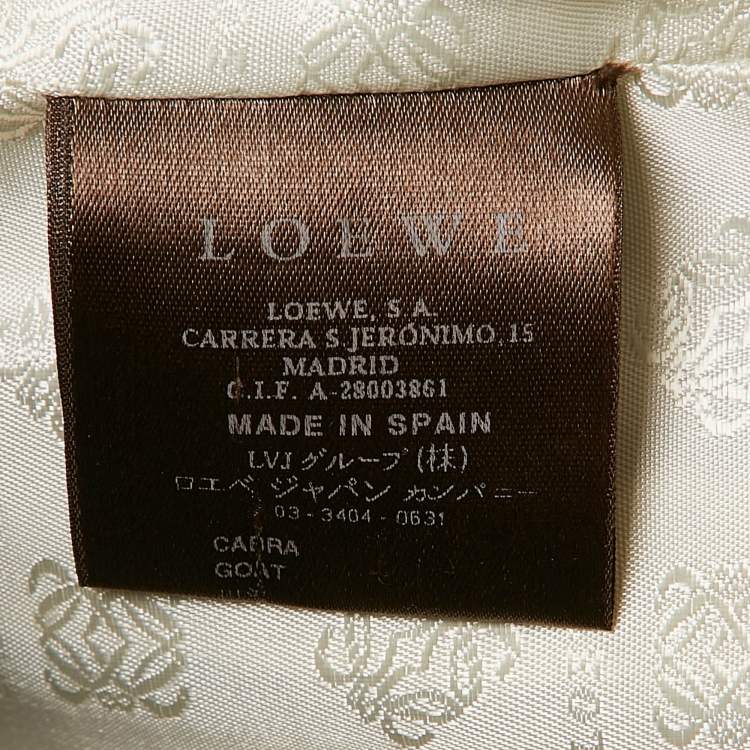 LOEWE
LOEWE, S.A.
CARRERA S. JERÓNIMO, 15
MADRID
C.I.F. A-28003861
MADE IN SPAIN
LVJ グループ (株)
ロエベ ジャパン カンパニー
03-3404-0631
CABRA
GOAT